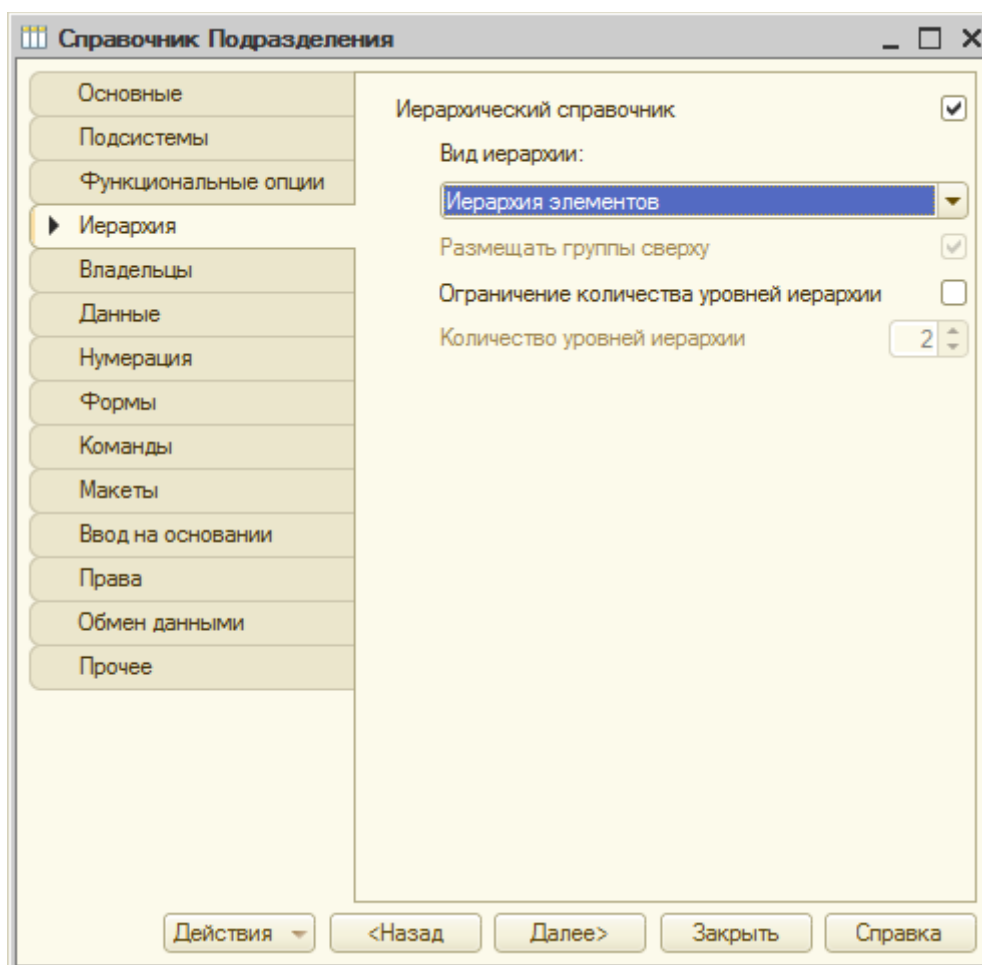 Справочник Подразделения
Основные
Подсистемы
Функциональные опции
Иерархия
Владельцы
Данные
Нумерация
Формы
Команды
Макеты
Ввод на основании
Права
Обмен данными
Прочее
Иерархический справочник
Вид иерархии:
Иерархия элементов
Размещать группы сверху
Ограничение количества уровней иерархии
Количество уровней иерархии 2
Действия <Назад Далее> Закрыть Справка